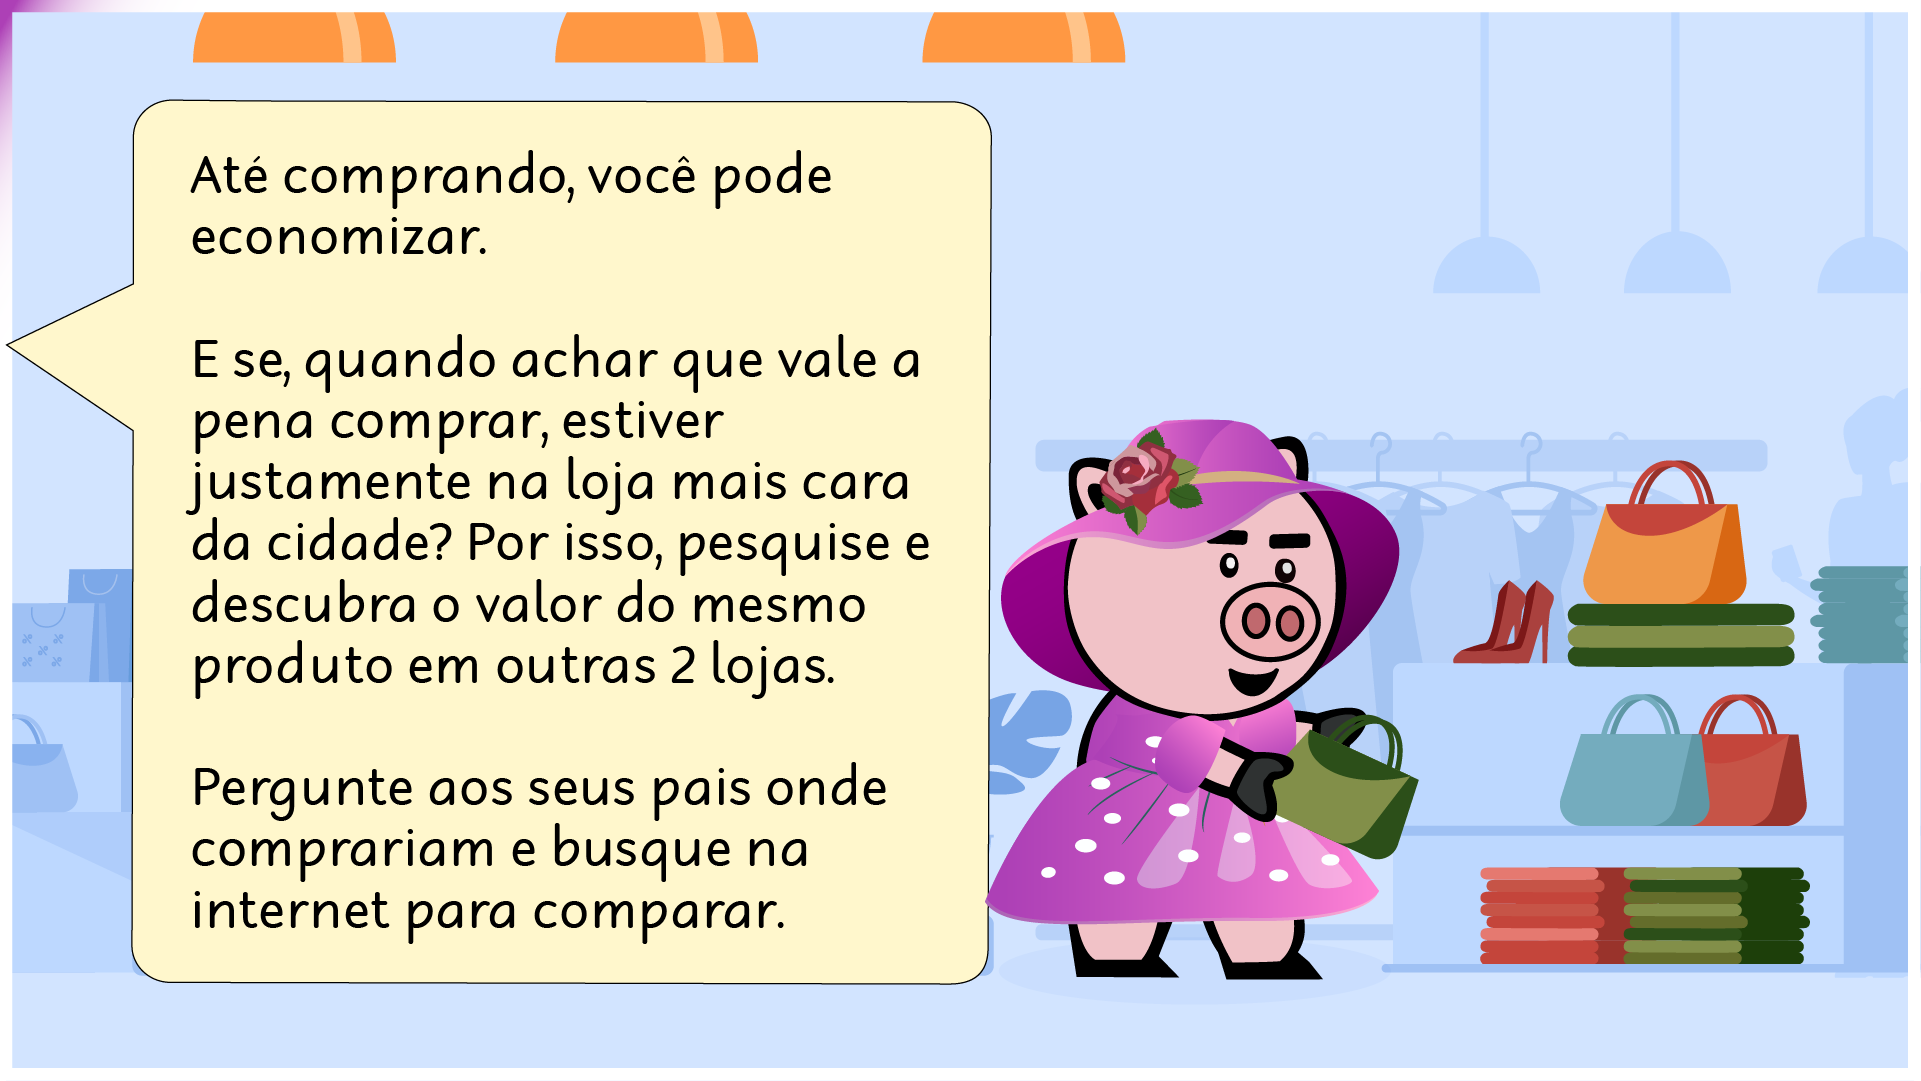 Até comprando, você pode
economizar.
E se, quando achar que vale a
pena comprar, estiver
justamente na loja mais cara
da cidade? Por isso, pesquise e
descubra o valor do mesmo
produto em outras 2 lojas.
Pergunte aos seus pais onde
comprariam e busque na
internet para comparar.